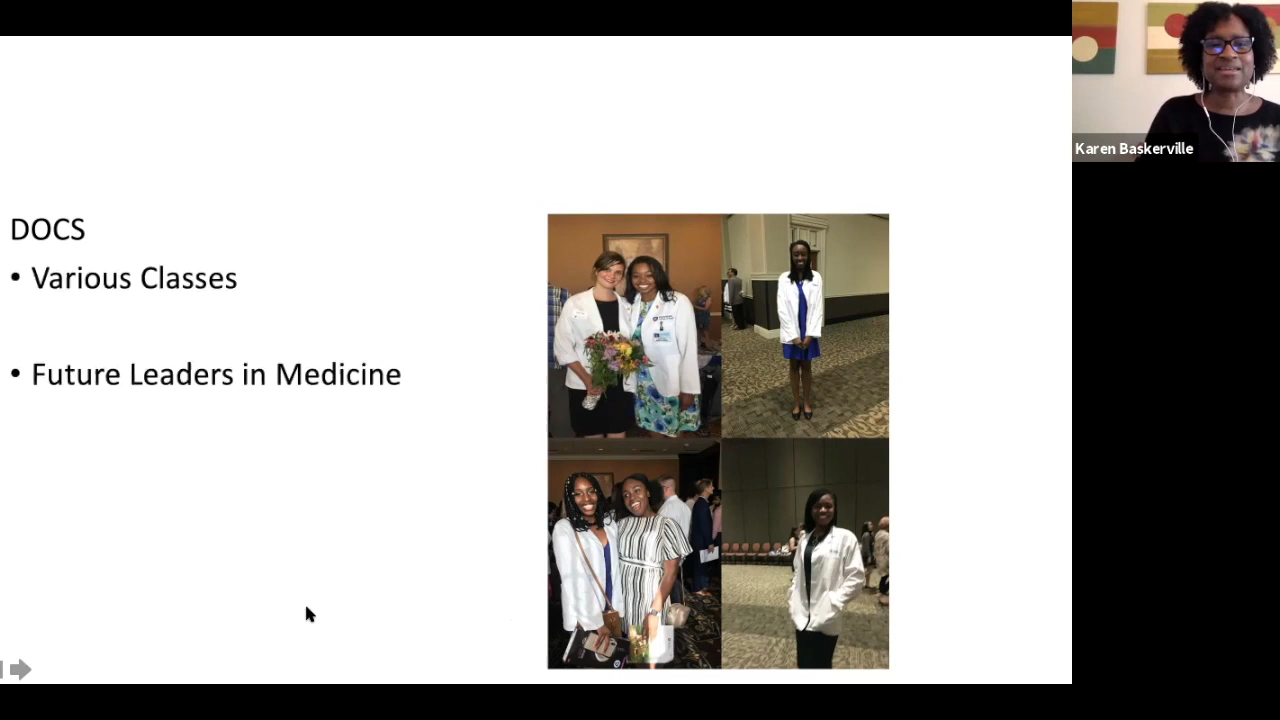 DOCS
• Various Classes
• Future Leaders in Medicine
Karen Baskerville